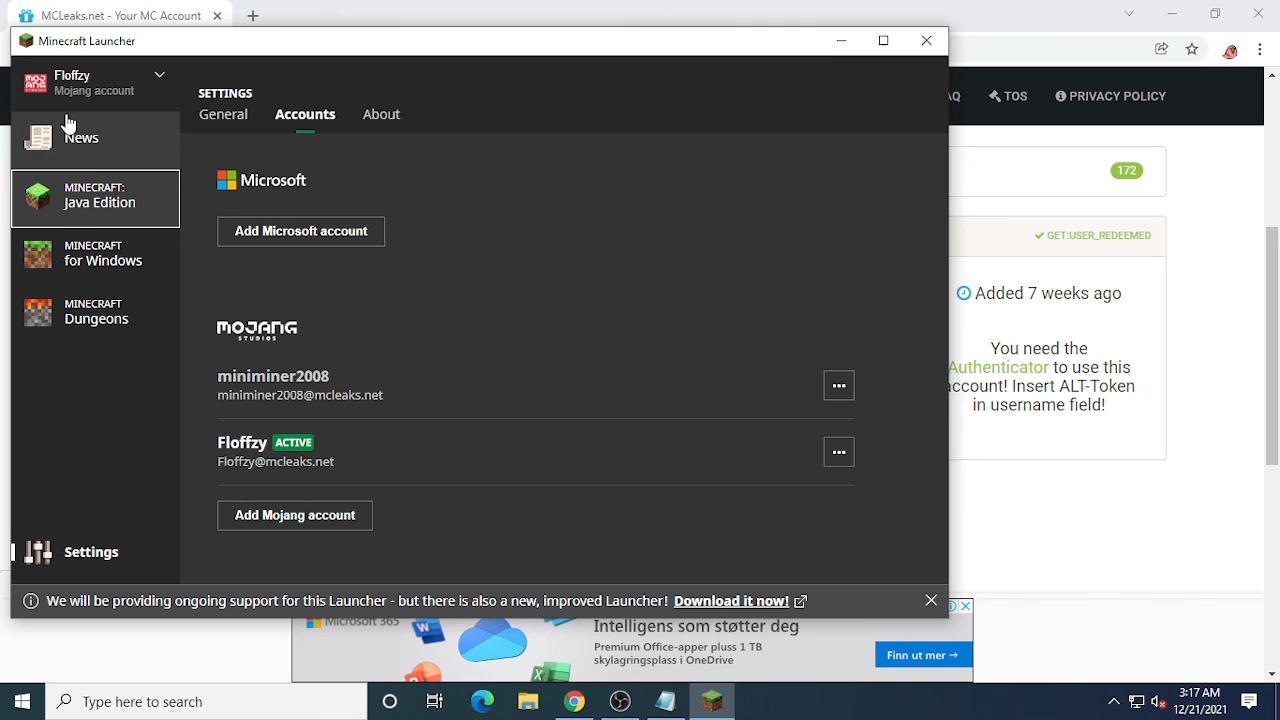 MCLeaks.net - Your MC Account
Minecraft Launcher
Floffzy
Mojang account
News
MINECRAFT:
Java Edition
MINECRAFT
for Windows
MINECRAFT
Dungeons
Settings
SETTINGS
General
Accounts
About
Microsoft
Add Microsoft account
MOJANG
STUDIOS
miniminer2008
miniminer2008@mcleaks.net
Floffzy ACTIVE
Floffzy@mcleaks.net
Add Mojang account
We will be providing ongoing support for this Launcher - but there is also a new, improved Launcher! Download it now!
AQ
TOS
PRIVACY POLICY
172
GET:USER_REDEEMED
Added 7 weeks ago
You need the
Authenticator to use this
account! Insert ALT-Token
in username field!
Microsoft 365
Intelligens som støtter deg
Premium Office-apper pluss 1 TB
skylagringsplass i OneDrive
Finn ut mer →
Type here to search
3:17 AM
12/21/2021